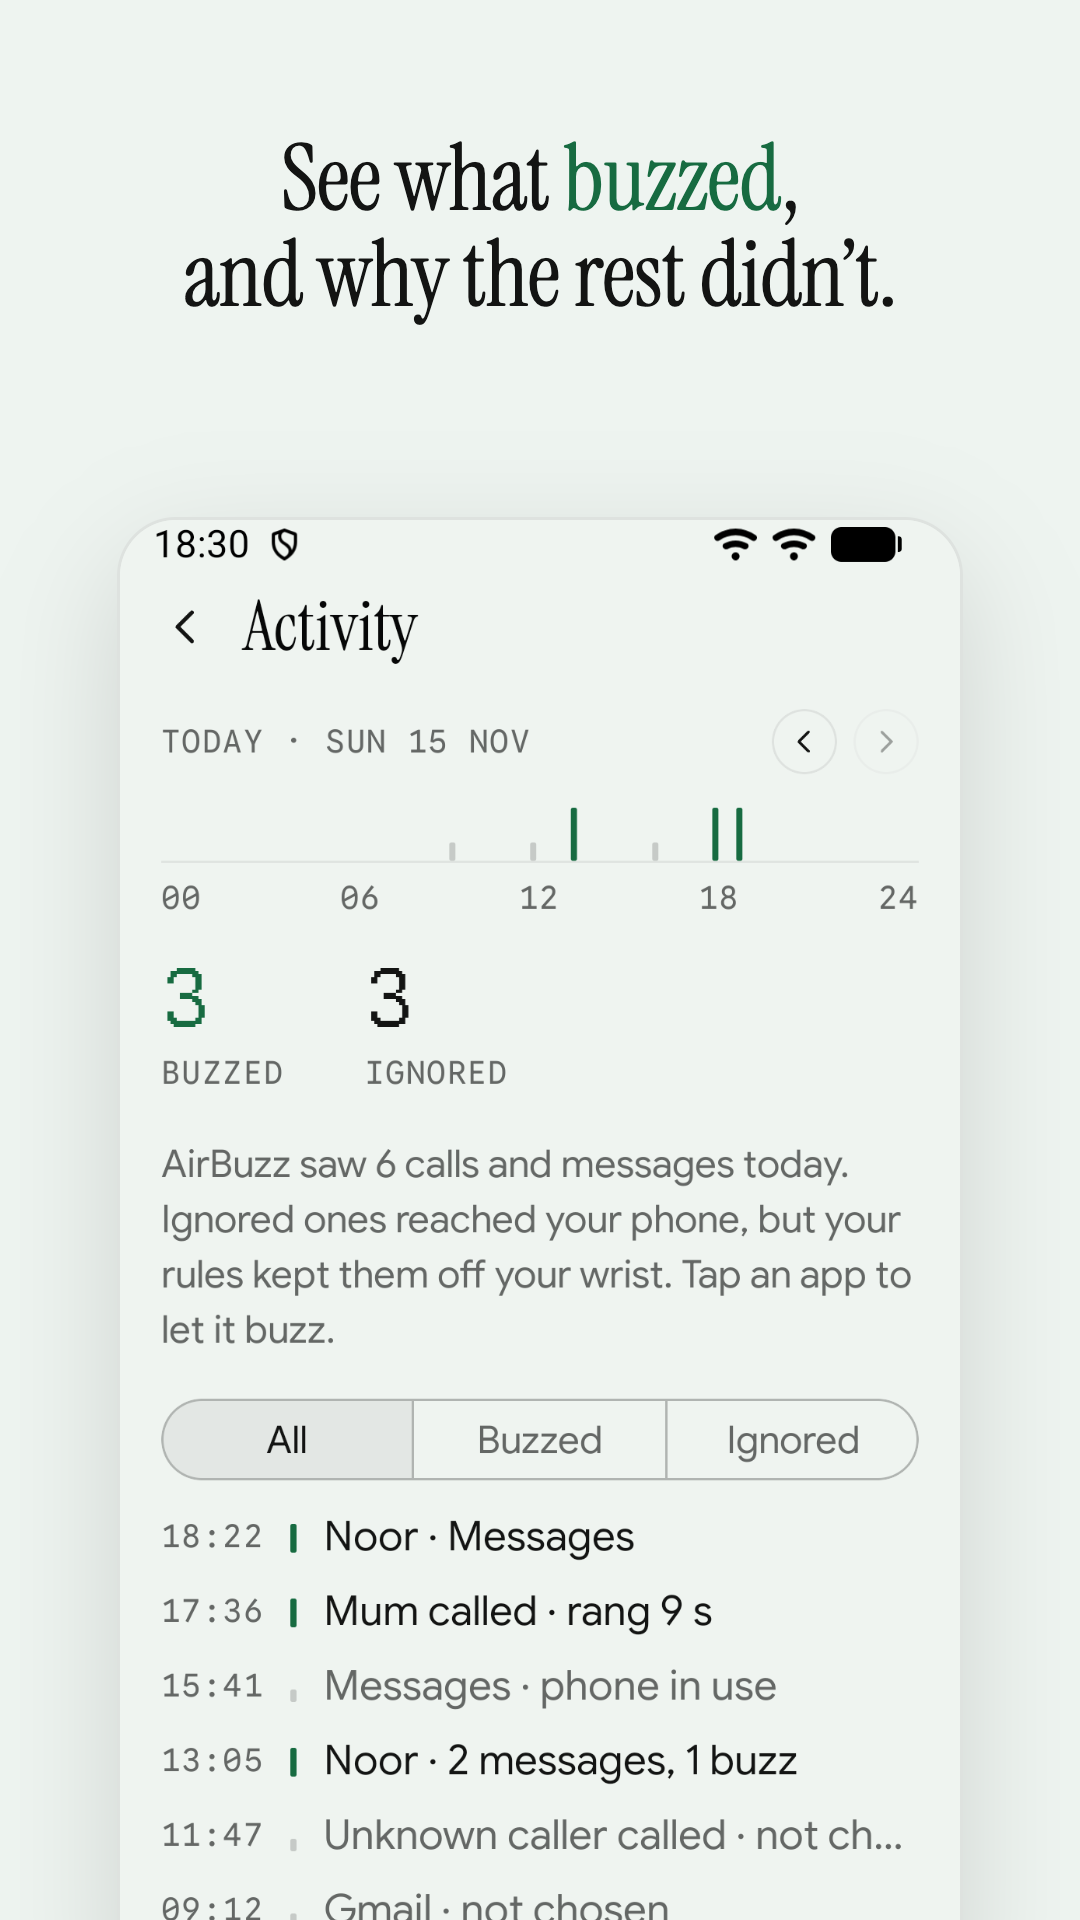 See what buzzed,
and why the rest didn’t.
18:30
Activity
TODAY · SUN 15 NOV
00 06 12 18 24
3 3
BUZZED IGNORED
AirBuzz saw 6 calls and messages today.
Ignored ones reached your phone, but your
rules kept them off your wrist. Tap an app to
let it buzz.
All Buzzed Ignored
18:22 Noor · Messages
17:36 Mum called · rang 9 s
15:41 Messages · phone in use
13:05 Noor · 2 messages, 1 buzz
11:47 Unknown caller called · not ch...
09:12 Gmail · not chosen